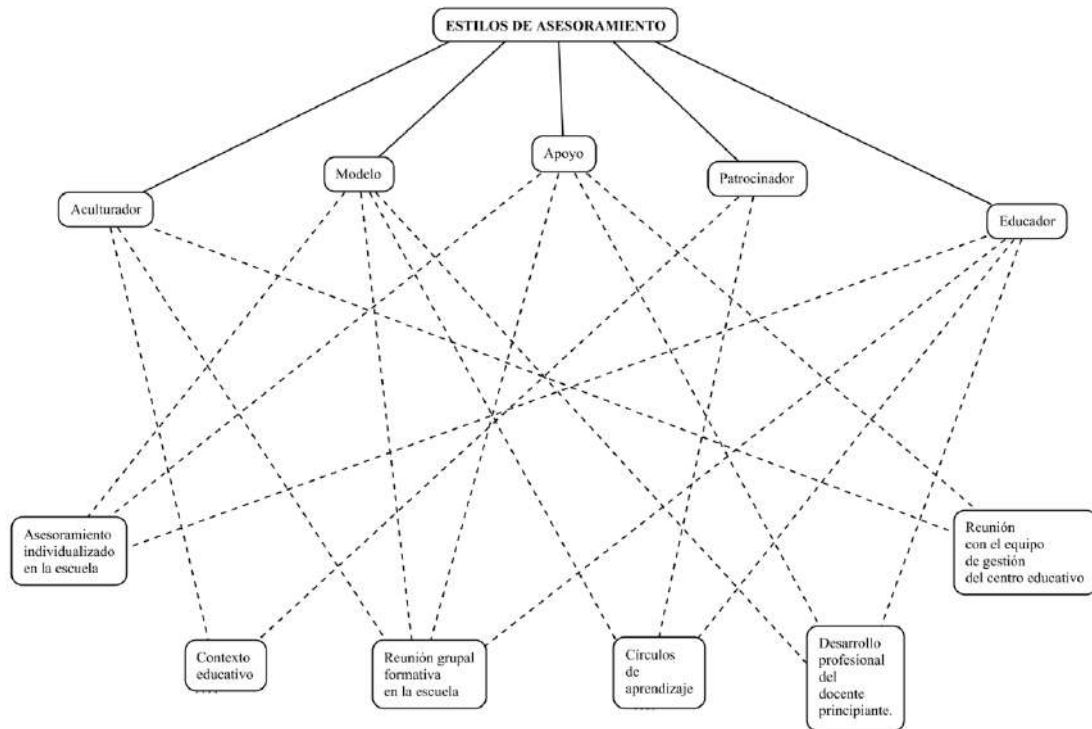 ESTILOS DE ASESORAMIENTO
Apoyo
Modelo
Patrocinador
Aculturador
Educador
Asesoramiento
individualizado
en la escuela
Reunión
con el equipo
de gestión
del centro educativo
Contexto
educativo
Reunión grupal
formativa
en la escuela
Círculos
de
aprendizaje
Desarrollo
profesional
del
docente
principiante.